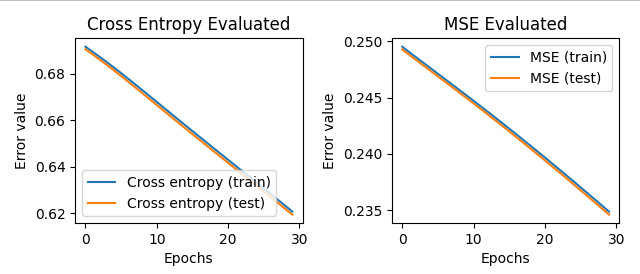 Cross Entropy Evaluated
Error value
0.68
0.66
0.64
0.62
Cross entropy (train)
Cross entropy (test)
0
10
20
30
Epochs
MSE Evaluated
Error value
0.250
0.245
0.240
0.235
MSE (train)
MSE (test)
0
10
20
30
Epochs